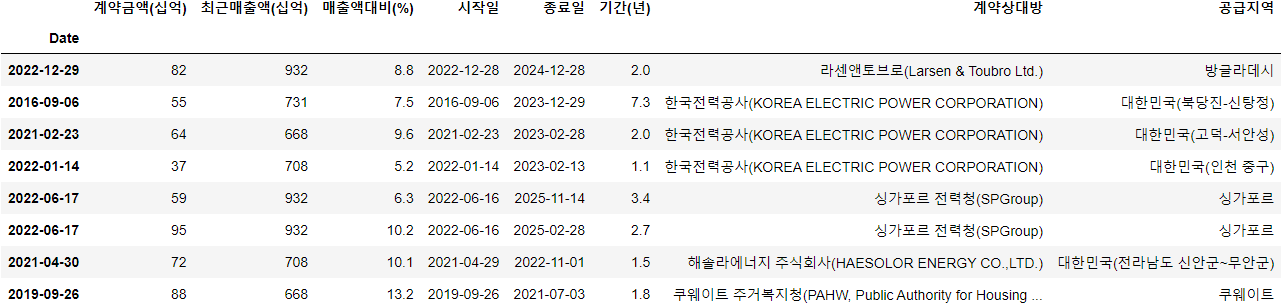 계약금액(십억) 최근매출액(십억) 매출액대비(%) 시작일 종료일 기간(년) 계약상대방 공급지역
Date
2022-12-29 82 932 8.8 2022-12-28 2024-12-28 2.0 라센앤토브로(Larsen & Toubro Ltd.) 방글라데시
2016-09-06 55 731 7.5 2016-09-06 2023-12-29 7.3 한국전력공사(KOREA ELECTRIC POWER CORPORATION) 대한민국(북당진-신탕정)
2021-02-23 64 668 9.6 2021-02-23 2023-02-28 2.0 한국전력공사(KOREA ELECTRIC POWER CORPORATION) 대한민국(고덕-서안성)
2022-01-14 37 708 5.2 2022-01-14 2023-02-13 1.1 한국전력공사(KOREA ELECTRIC POWER CORPORATION) 대한민국(인천 중구)
2022-06-17 59 932 6.3 2022-06-16 2025-11-14 3.4 싱가포르 전력청(SPGroup) 싱가포르
2022-06-17 95 932 10.2 2022-06-16 2025-02-28 2.7 싱가포르 전력청(SPGroup) 싱가포르
2021-04-30 72 708 10.1 2021-04-29 2022-11-01 1.5 해솔라에너지 주식회사(HAESOLOR ENERGY CO.,LTD.) 대한민국(전라남도 신안군~무안군)
2019-09-26 88 668 13.2 2019-09-26 2021-07-03 1.8 쿠웨이트 주거복지청(PAHW, Public Authority for Housing ... 쿠웨이트